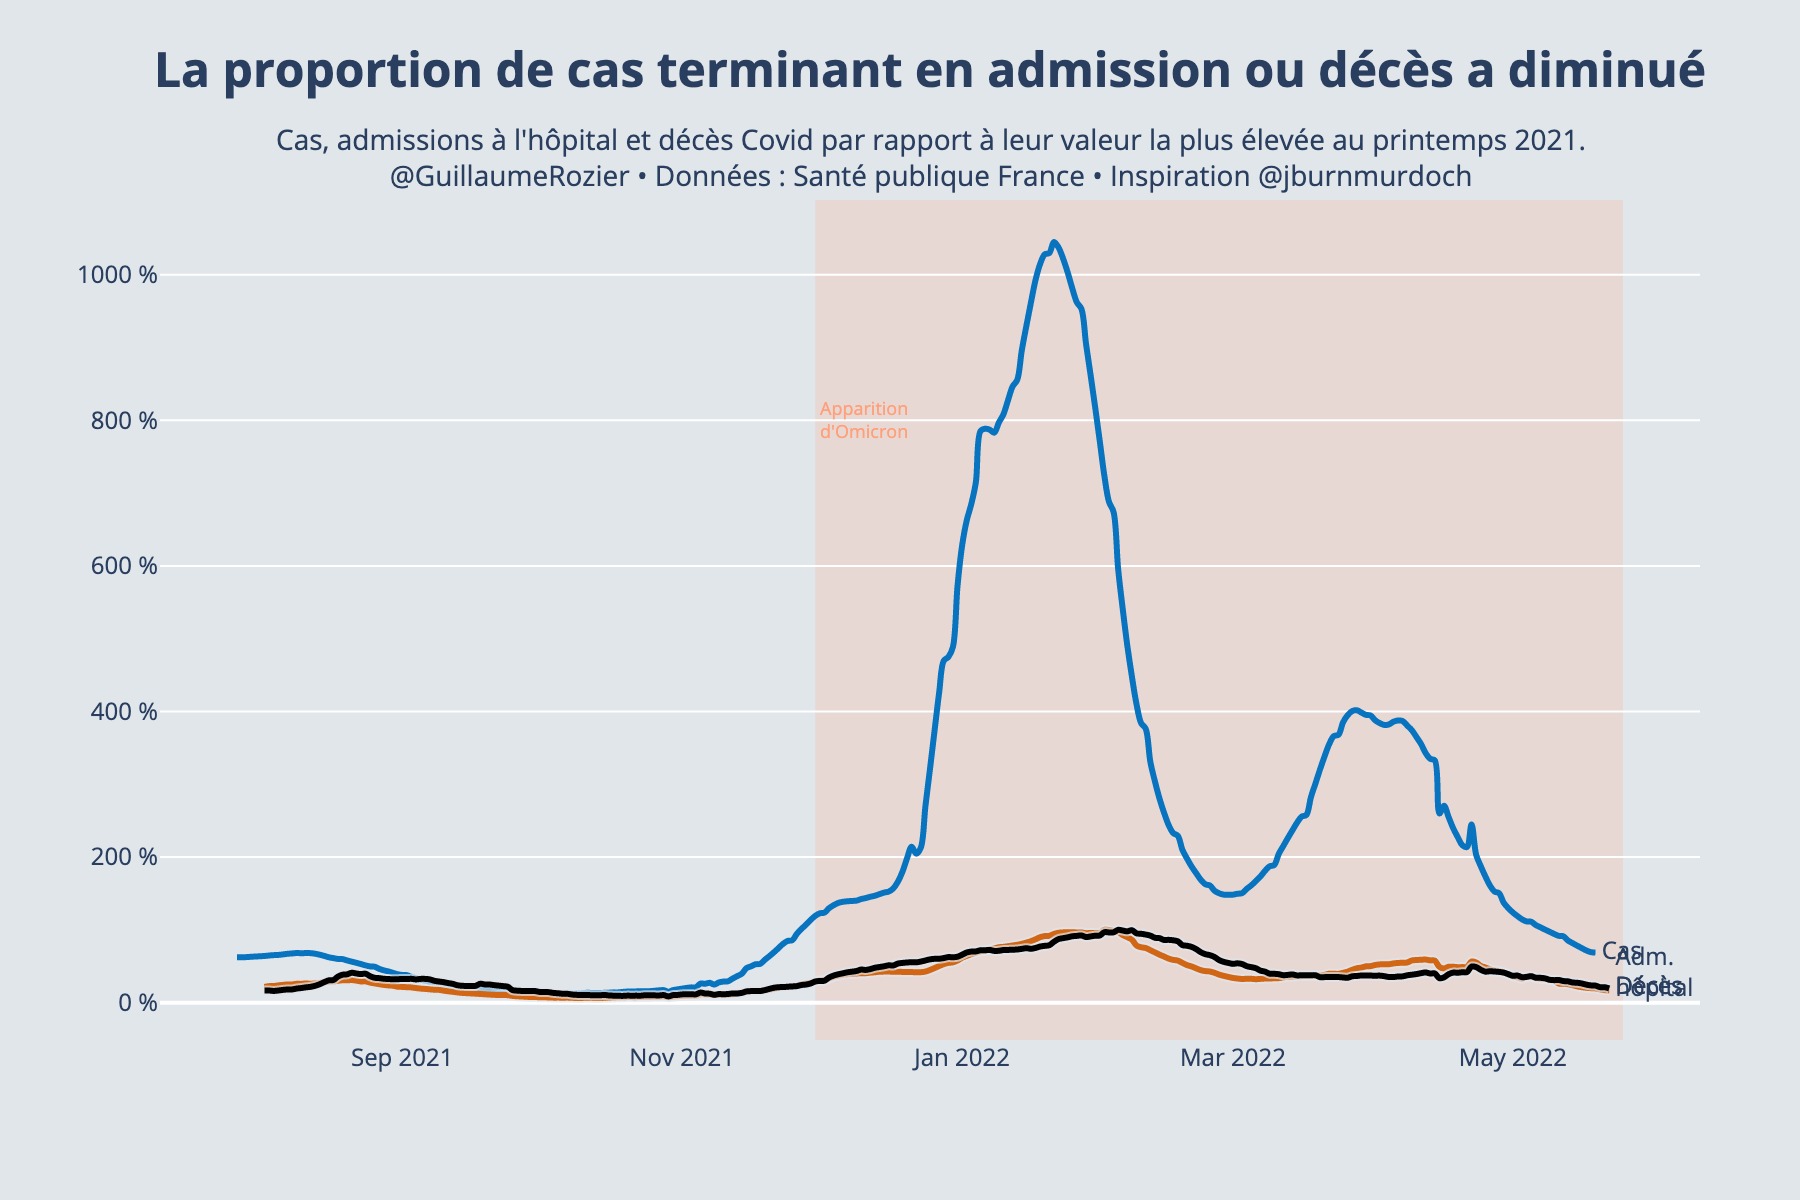 La proportion de cas terminant en admission ou décès a diminué
Cas, admissions à l'hôpital et décès Covid par rapport à leur valeur la plus élevée au printemps 2021.
@GuillaumeRozier • Données : Santé publique France • Inspiration @jburnmurdoch
1000 %
800 %
600 %
400 %
200 %
0 %
Apparition
d'Omicron
Cas
Adm.
Décès
hôpital
Sep 2021
Nov 2021
Jan 2022
Mar 2022
May 2022